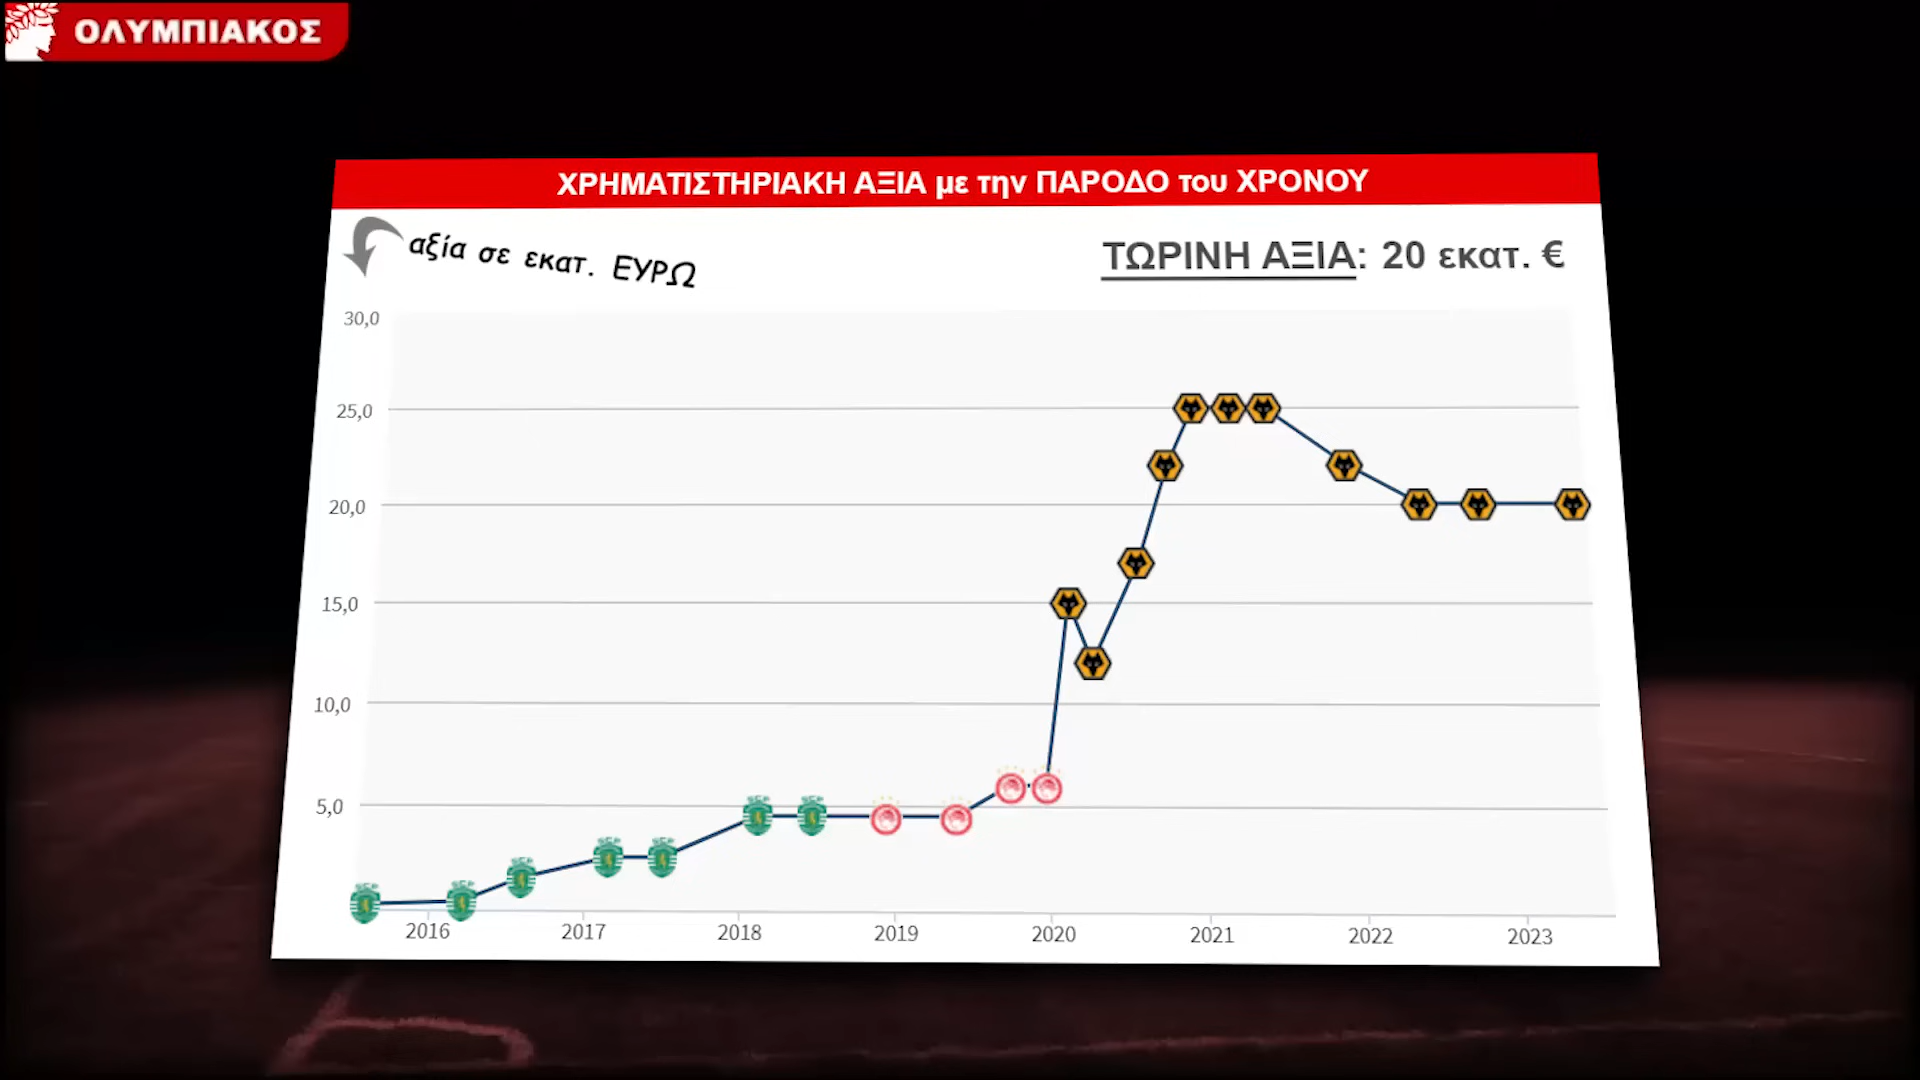 ΟΛΥΜΠΙΑΚΟΣ
ΧΡΗΜΑΤΙΣΤΗΡΙΑΚΗ ΑΞΙΑ με την ΠΑΡΟΔΟ του ΧΡΟΝΟΥ
αξία σε εκατ. ΕΥΡΩ
ΤΩΡΙΝΗ ΑΞΙΑ: 20 εκατ. €
30,0
25,0
20,0
15,0
10,0
5,0
2016 2017 2018 2019 2020 2021 2022 2023